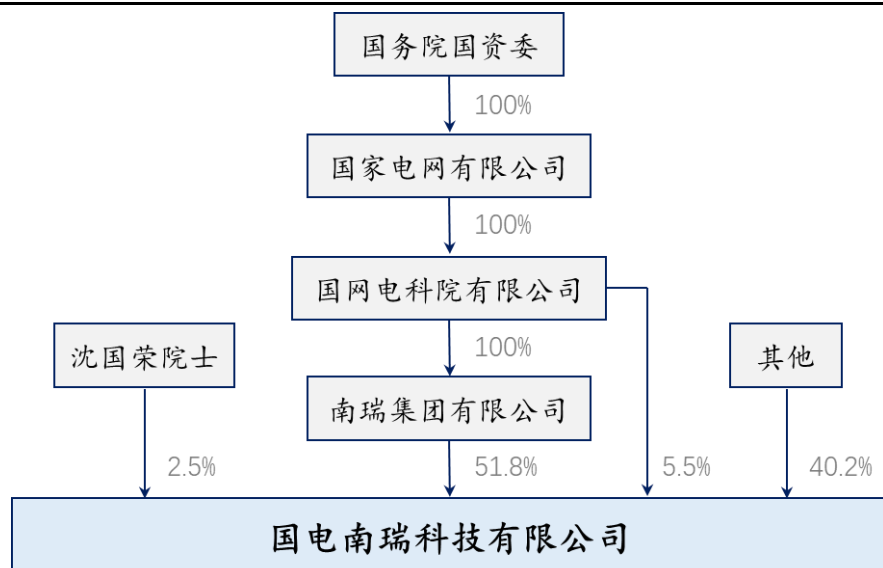 国务院国资委
100%
国家电网有限公司
100%
国网电科院有限公司
沈国荣院士
100%
其他
南瑞集团有限公司
2.5%
51.8%
5.5%
40.2%
国电南瑞科技有限公司